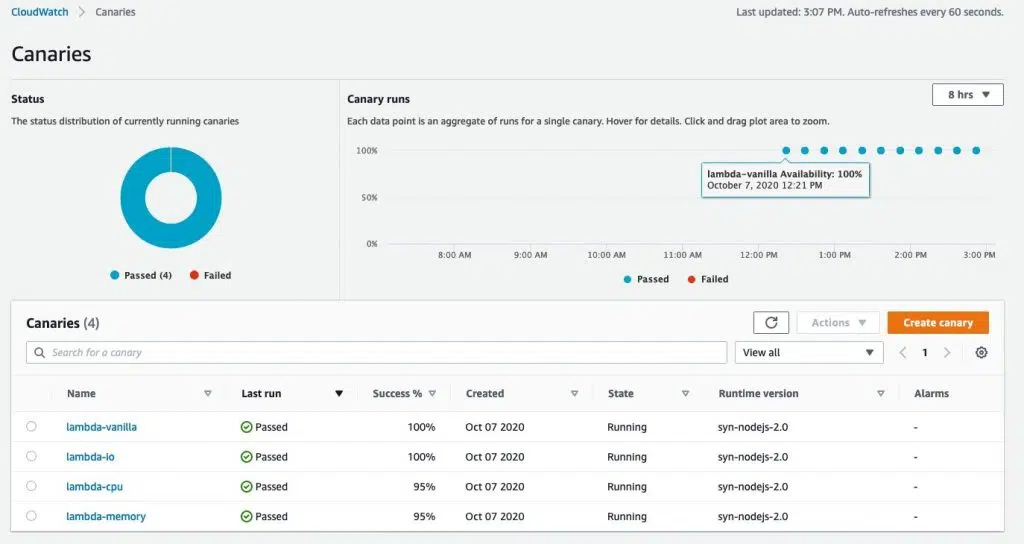 CloudWatch > Canaries
Last updated: 3:07 PM. Auto-refreshes every 60 seconds.
Canaries
Status
The status distribution of currently running canaries
Passed (4) Failed
Canary runs
8 hrs
Each data point is an aggregate of runs for a single canary. Hover for details. Click and drag plot area to zoom.
100%
50%
0%
lambda-vanilla Availability: 100%
October 7, 2020 12:21 PM
8:00 AM 9:00 AM 10:00 AM 11:00 AM 12:00 PM 1:00 PM 2:00 PM 3:00 PM
Passed Failed
Canaries (4)
Actions
Create canary
Search for a canary
View all
1
Name Last run Success % Created State Runtime version Alarms
lambda-vanilla Passed 100% Oct 07 2020 Running syn-nodejs-2.0 -
lambda-io Passed 100% Oct 07 2020 Running syn-nodejs-2.0 -
lambda-cpu Passed 95% Oct 07 2020 Running syn-nodejs-2.0 -
lambda-memory Passed 95% Oct 07 2020 Running syn-nodejs-2.0 -